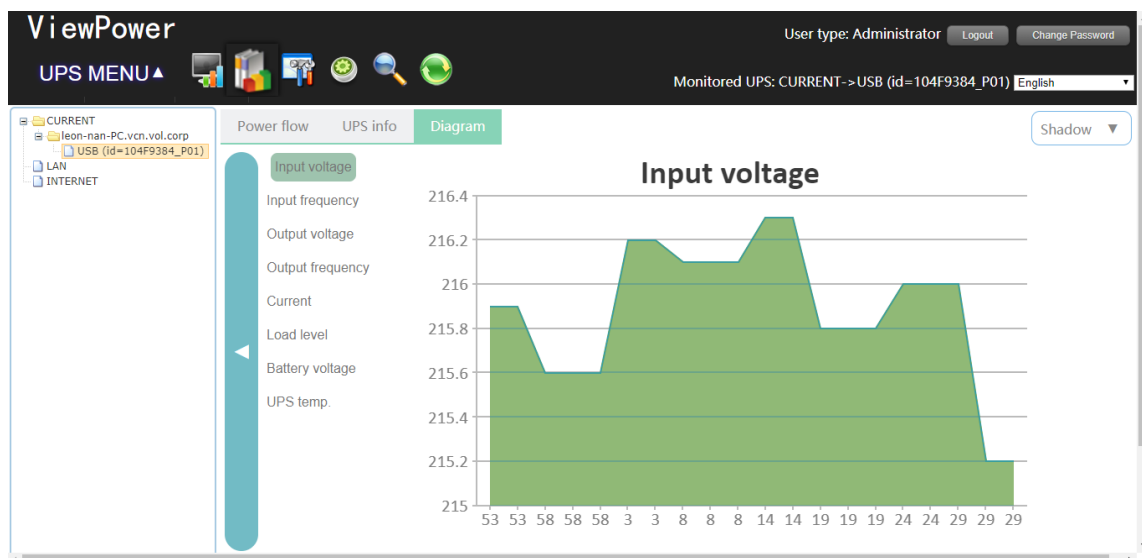 ViewPower
User type: Administrator Logout Change Password
UPS MENU▲
Monitored UPS: CURRENT->USB (id=104F9384_P01) English
CURRENT
leon-nan-PC.vcn.vol.corp
USB (id=104F9384_P01)
LAN
INTERNET
Power flow UPS info Diagram
Shadow ▼
Input voltage
Input frequency
Output voltage
Output frequency
Current
Load level
Battery voltage
UPS temp.
Input voltage
216.4
216.2
216
215.8
215.6
215.4
215.2
215
53 53 58 58 58 3 3 8 8 8 14 14 19 19 19 24 24 29 29 29